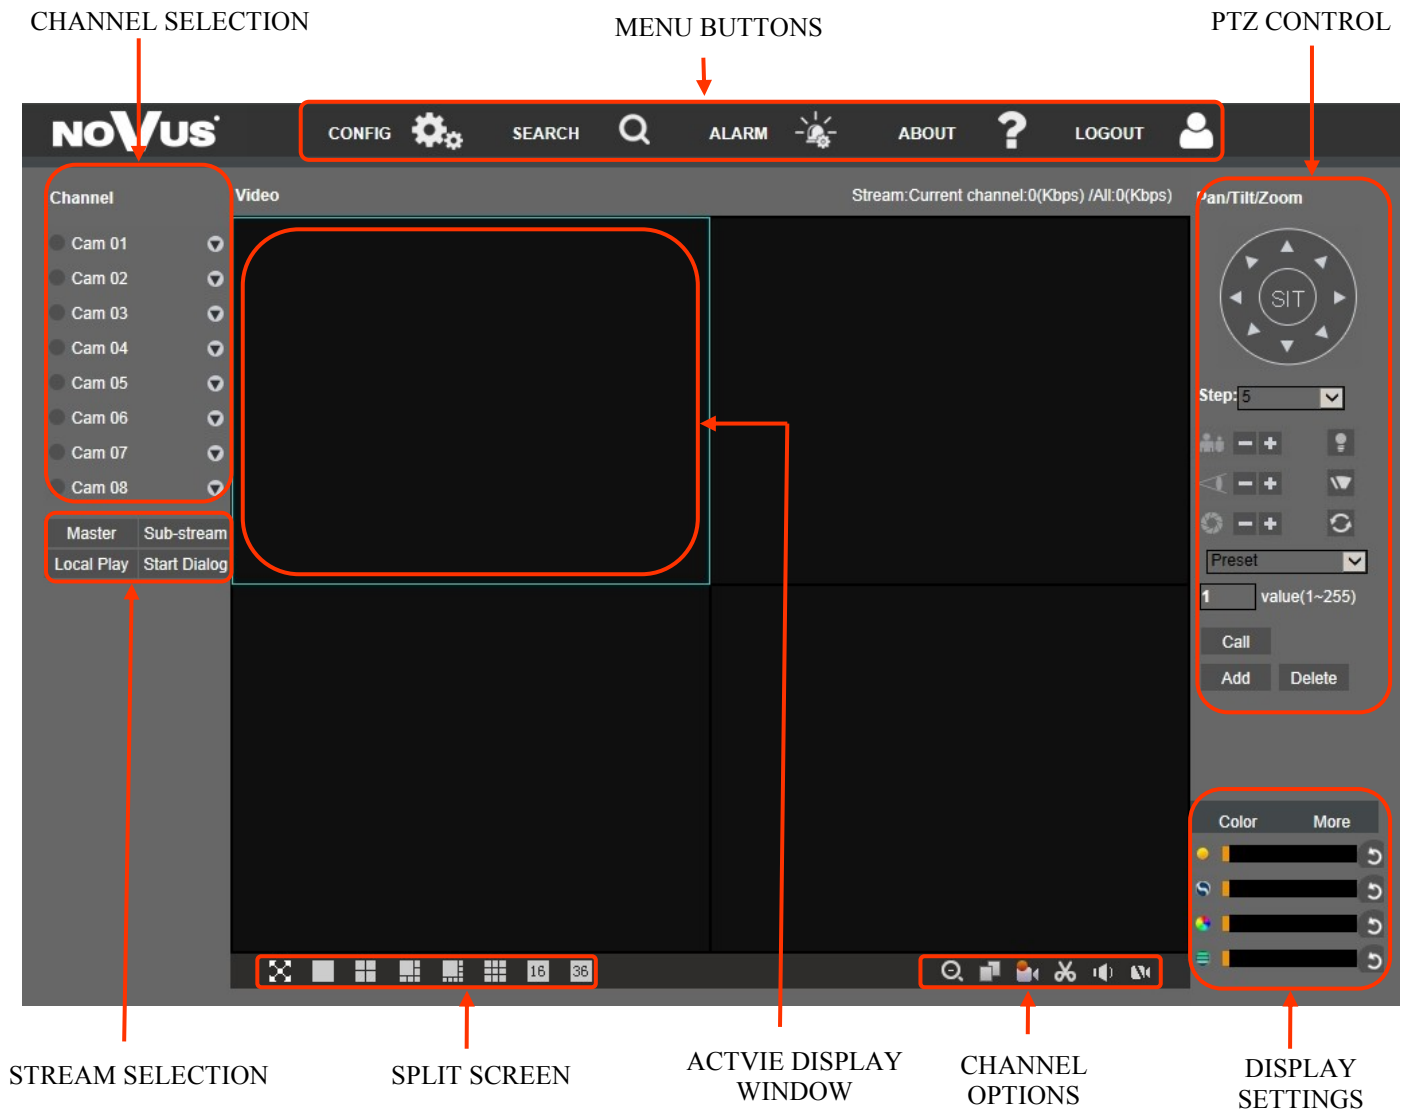 CHANNEL SELECTION
MENU BUTTONS
PTZ CONTROL
NOVUS
CONFIG
SEARCH
ALARM
ABOUT
?
LOGOUT
Channel
Video
Stream:Current channel:0(Kbps) /All:0(Kbps)
Pan/Tilt/Zoom
Cam 01
Cam 02
Cam 03
Cam 04
Cam 05
Cam 06
Cam 07
Cam 08
Master Sub-stream
Local Play Start Dialog
SIT
Step: 5
Preset
1 value(1~255)
Call
Add Delete
Color More
16 36
STREAM SELECTION
SPLIT SCREEN
ACTVIE DISPLAY
WINDOW
CHANNEL
OPTIONS
DISPLAY
SETTINGS